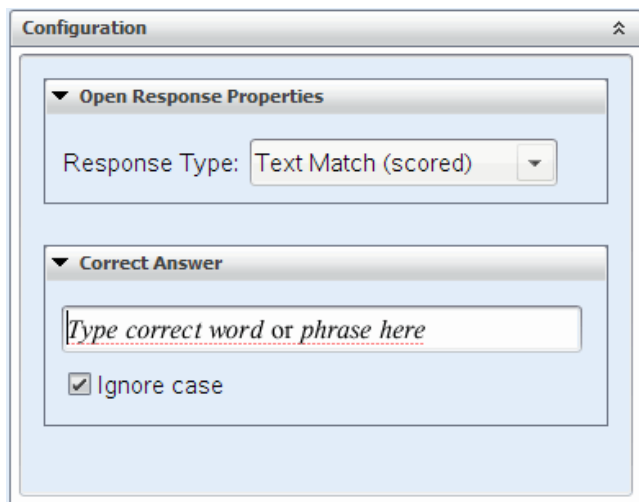 Configuration
Open Response Properties
Response Type: Text Match (scored)
Correct Answer
Type correct word or phrase here
Ignore case